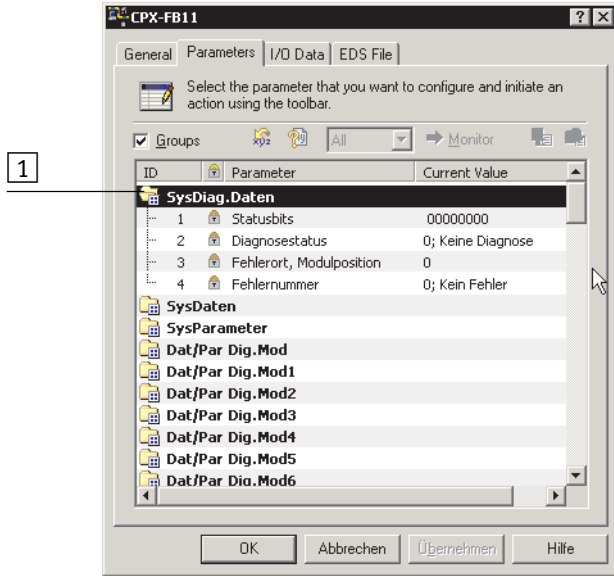 CPX-FB11
General Parameters I/O Data EDS File
Select the parameter that you want to configure and initiate an
action using the toolbar.
Groups xyz All Monitor
1
ID Parameter Current Value
SysDiag.Daten
1 Statusbits 00000000
2 Diagnosestatus 0; Keine Diagnose
3 Fehlerort, Modulposition 0
4 Fehlernummer 0; Kein Fehler
SysDaten
SysParameter
Dat/Par Dig.Mod
Dat/Par Dig.Mod1
Dat/Par Dig.Mod2
Dat/Par Dig.Mod3
Dat/Par Dig.Mod4
Dat/Par Dig.Mod5
Dat/Par Dig.Mod6
OK Abbrechen Übernehmen Hilfe